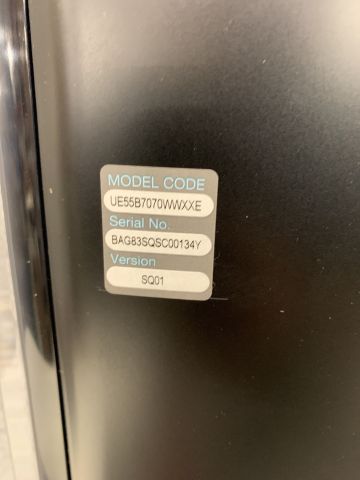 MODEL CODE
UE55B7070WWXXE
Serial No.
BAG83SQSC00134Y
Version
SQ01